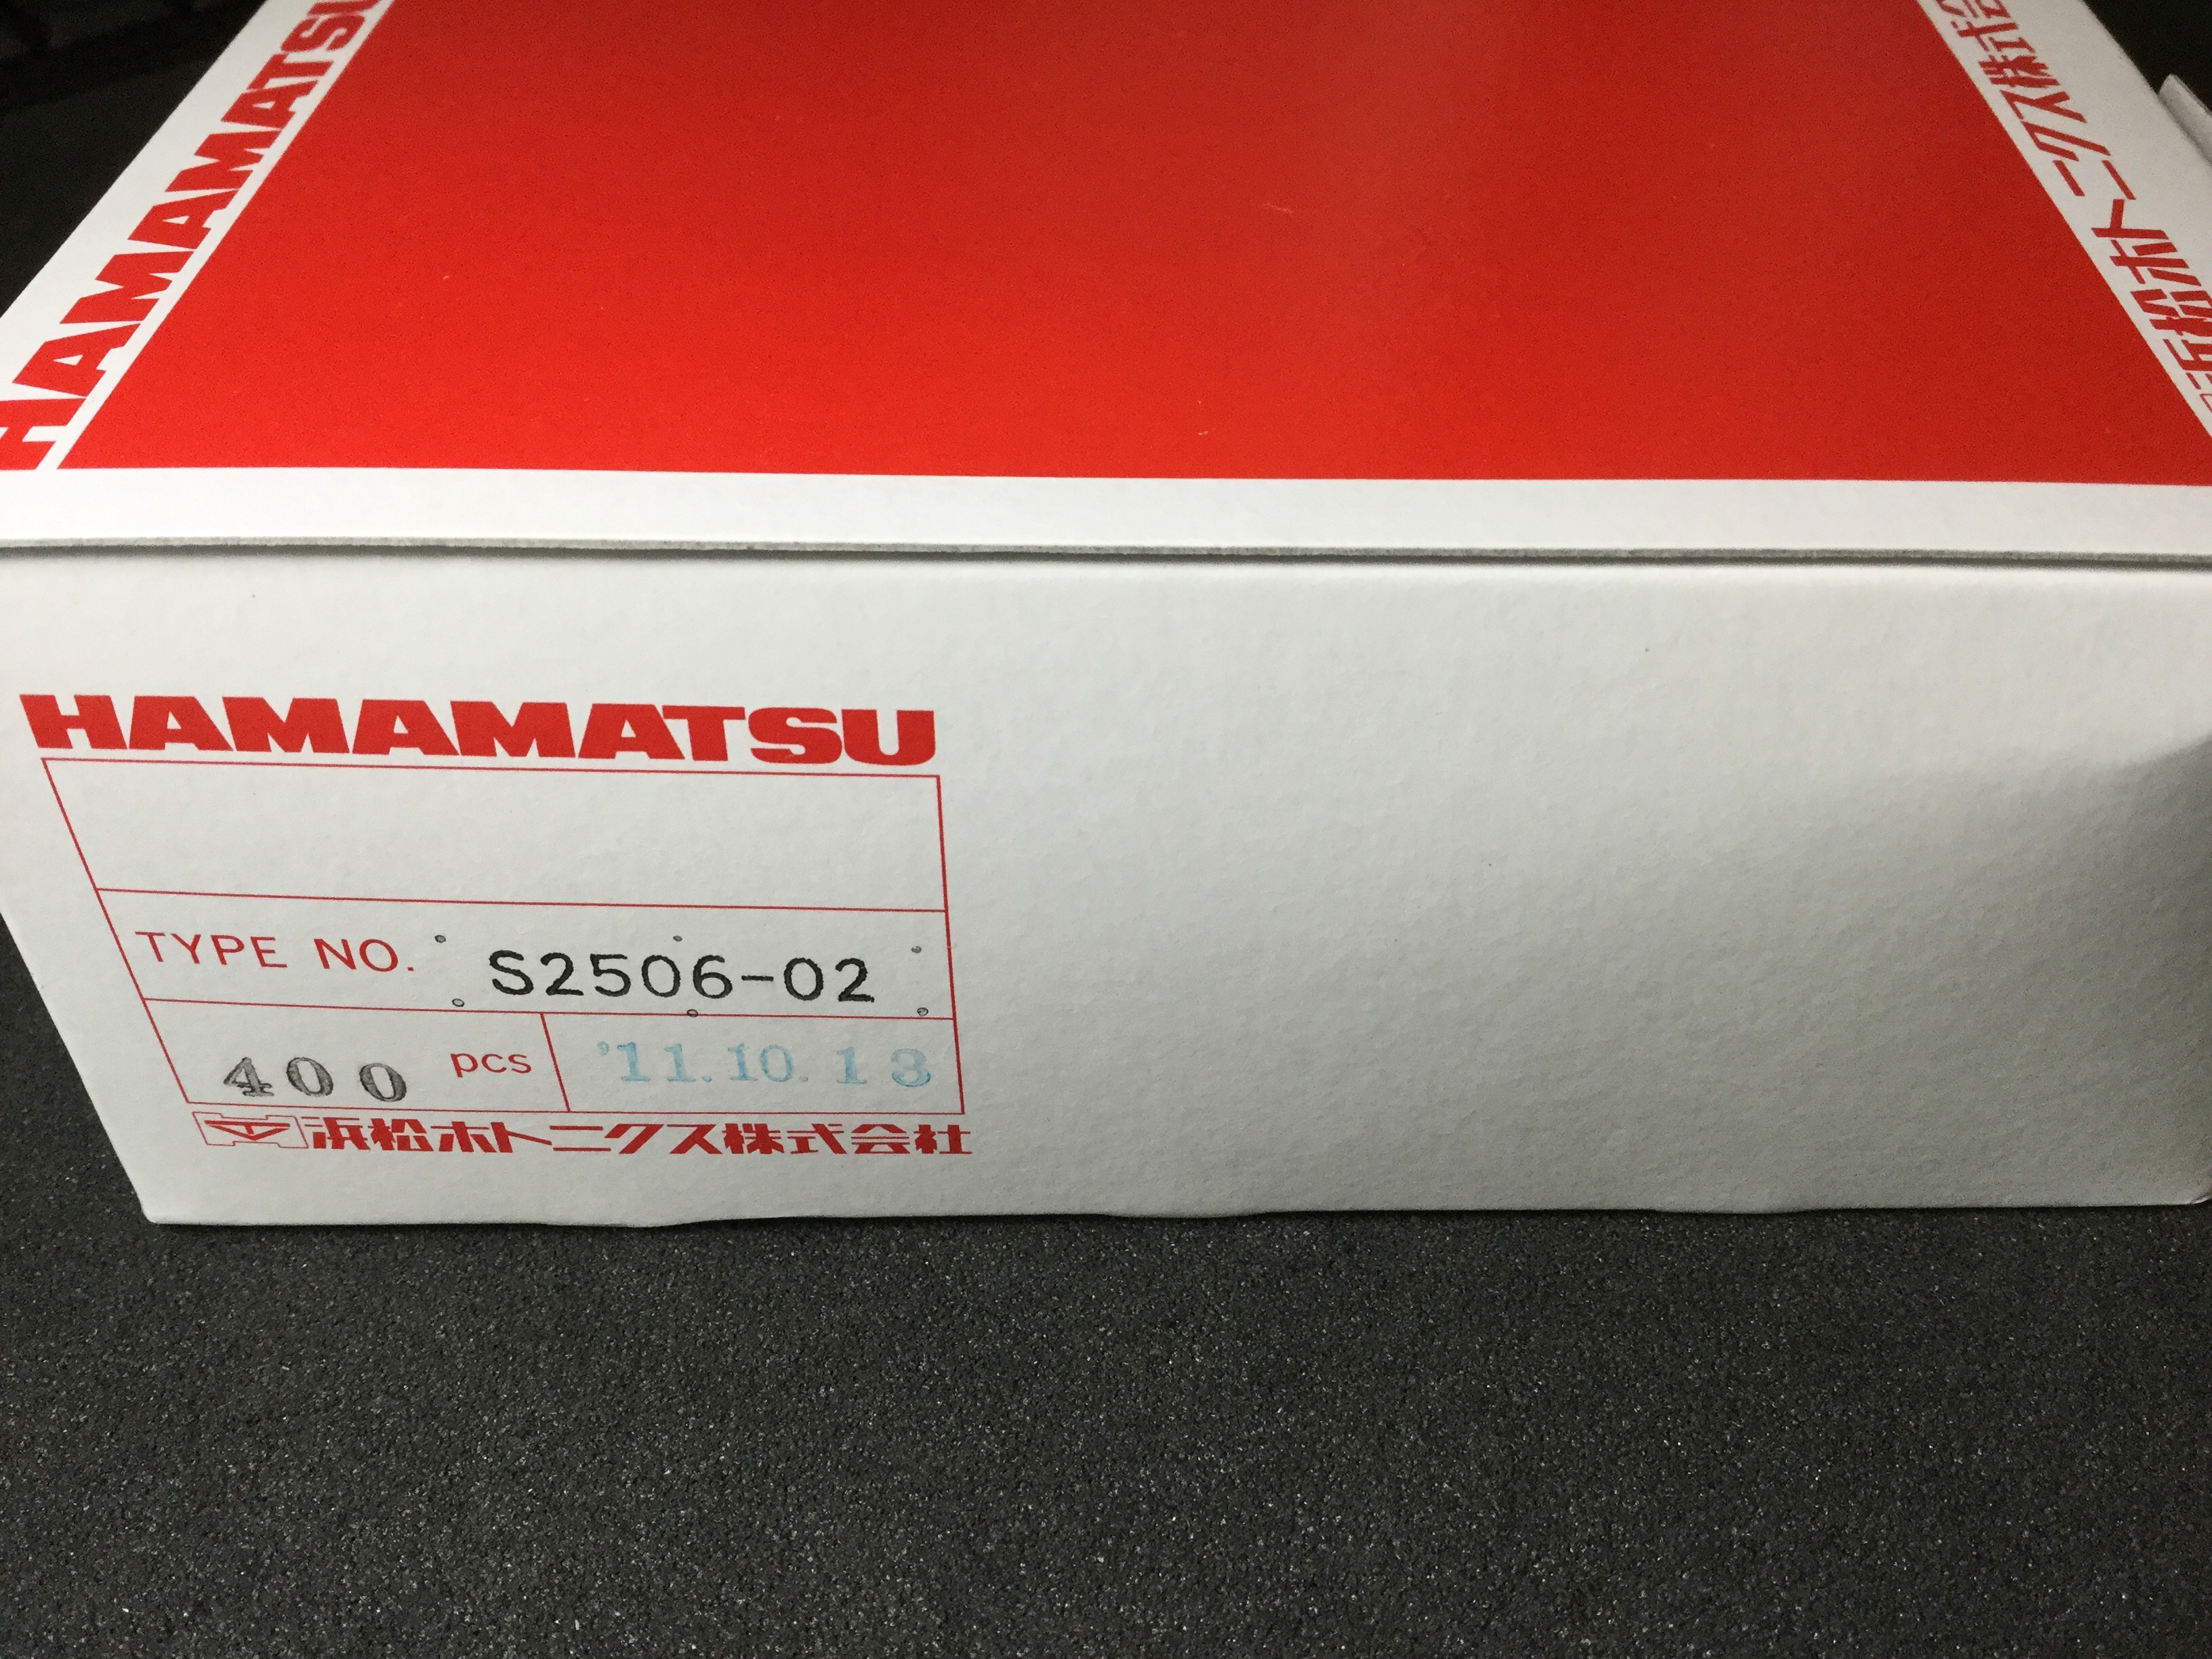 HAMAMATSU
浜松ホトニクス株式会
HAMAMATSU
TYPE NO. S2506-02
400 pcs '11.10.13
浜松ホトニクス株式会社